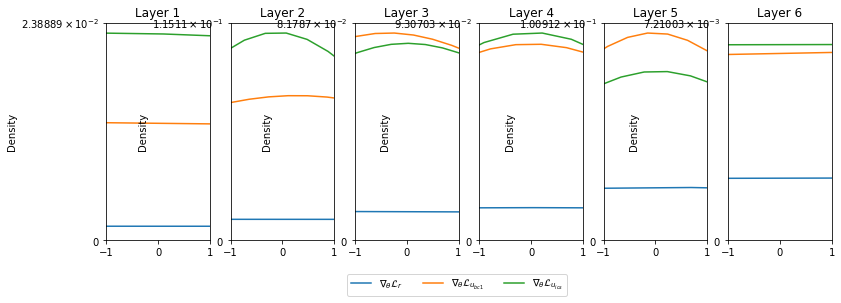 Layer 1 Layer 2 Layer 3 Layer 4 Layer 5 Layer 6
2.38889 × 10⁻² 1.1511 × 10⁻¹ 8.1787 × 10⁻² 9.30703 × 10⁻² 1.00912 × 10⁻¹ 7.21003 × 10⁻³
Density Density Density Density Density Density
0 0 0 0 0 0
−1 0 1 −1 0 1 −1 0 1 −1 0 1 −1 0 1 −1 0 1
∇θℒr ∇θℒu_bc1 ∇θℒu_ics